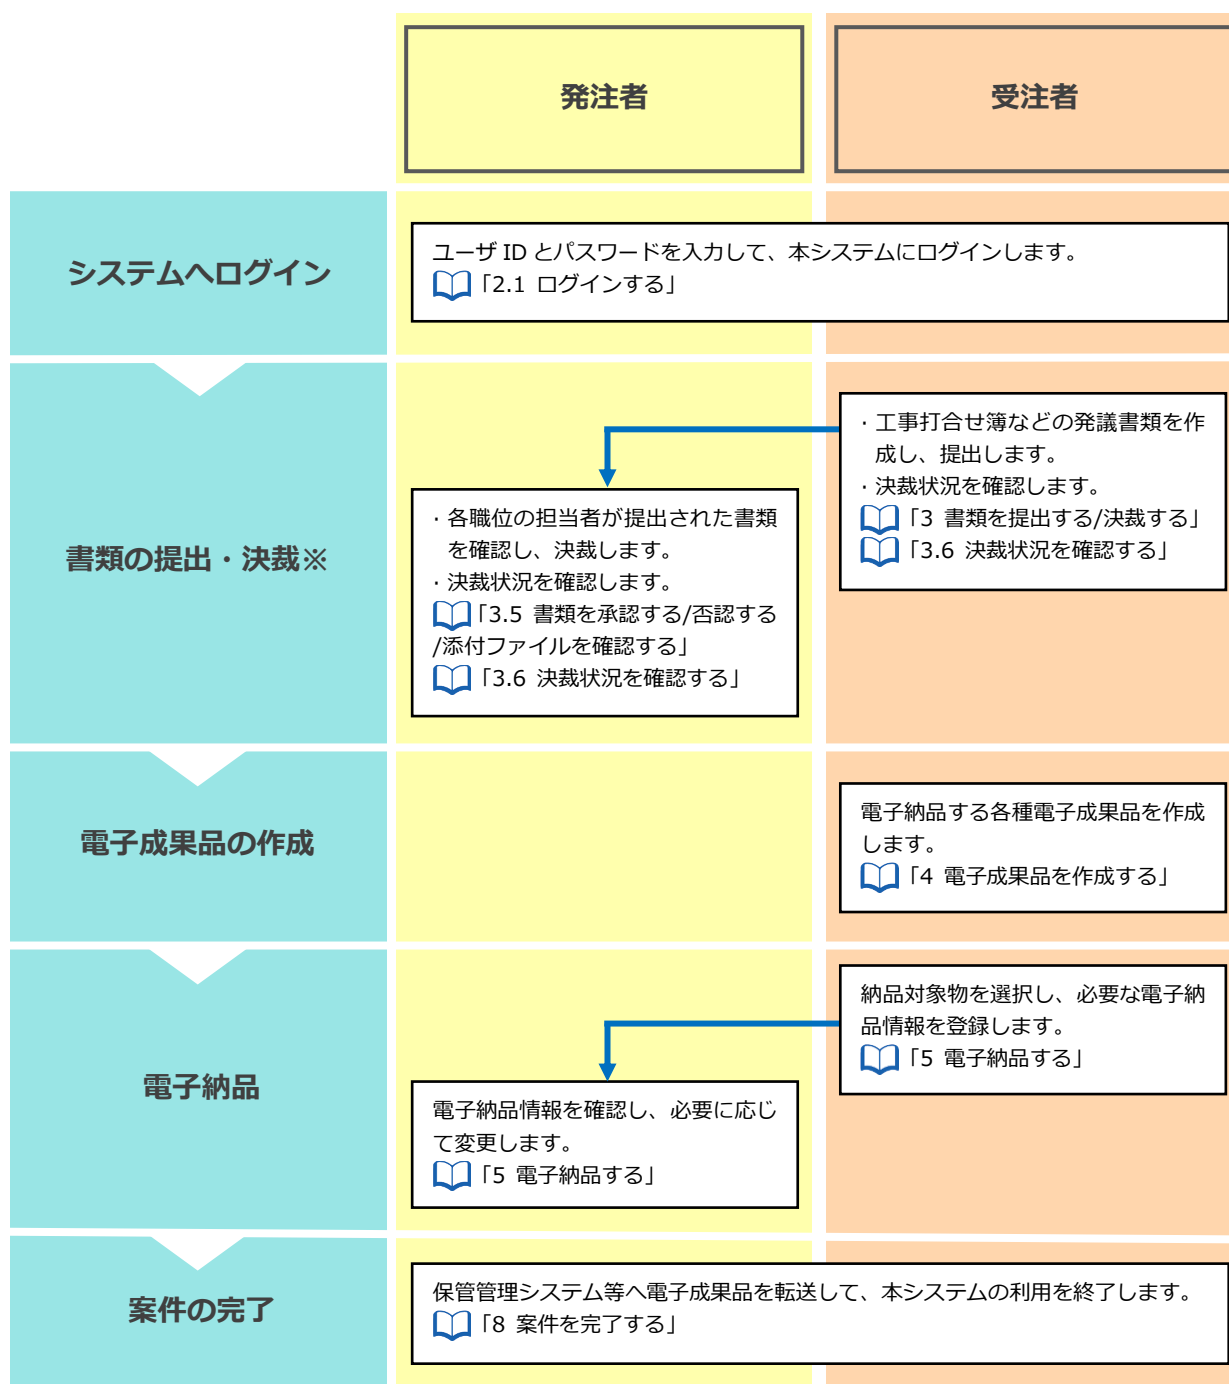 発注者
受注者
システムへログイン
ユーザ ID とパスワードを入力して、本システムにログインします。
「2.1 ログインする」
書類の提出・決裁※
・工事打合せ簿などの発議書類を作
成し、提出します。
・決裁状況を確認します。
「3 書類を提出する/決裁する」
「3.6 決裁状況を確認する」
・各職位の担当者が提出された書類
を確認し、決裁します。
・決裁状況を確認します。
「3.5 書類を承認する/否認する
/添付ファイルを確認する」
「3.6 決裁状況を確認する」
電子成果品の作成
電子納品する各種電子成果品を作成
します。
「4 電子成果品を作成する」
電子納品
納品対象物を選択し、必要な電子納
品情報を登録します。
「5 電子納品する」
電子納品情報を確認し、必要に応じ
て変更します。
「5 電子納品する」
案件の完了
保管管理システム等へ電子成果品を転送して、本システムの利用を終了します。
「8 案件を完了する」